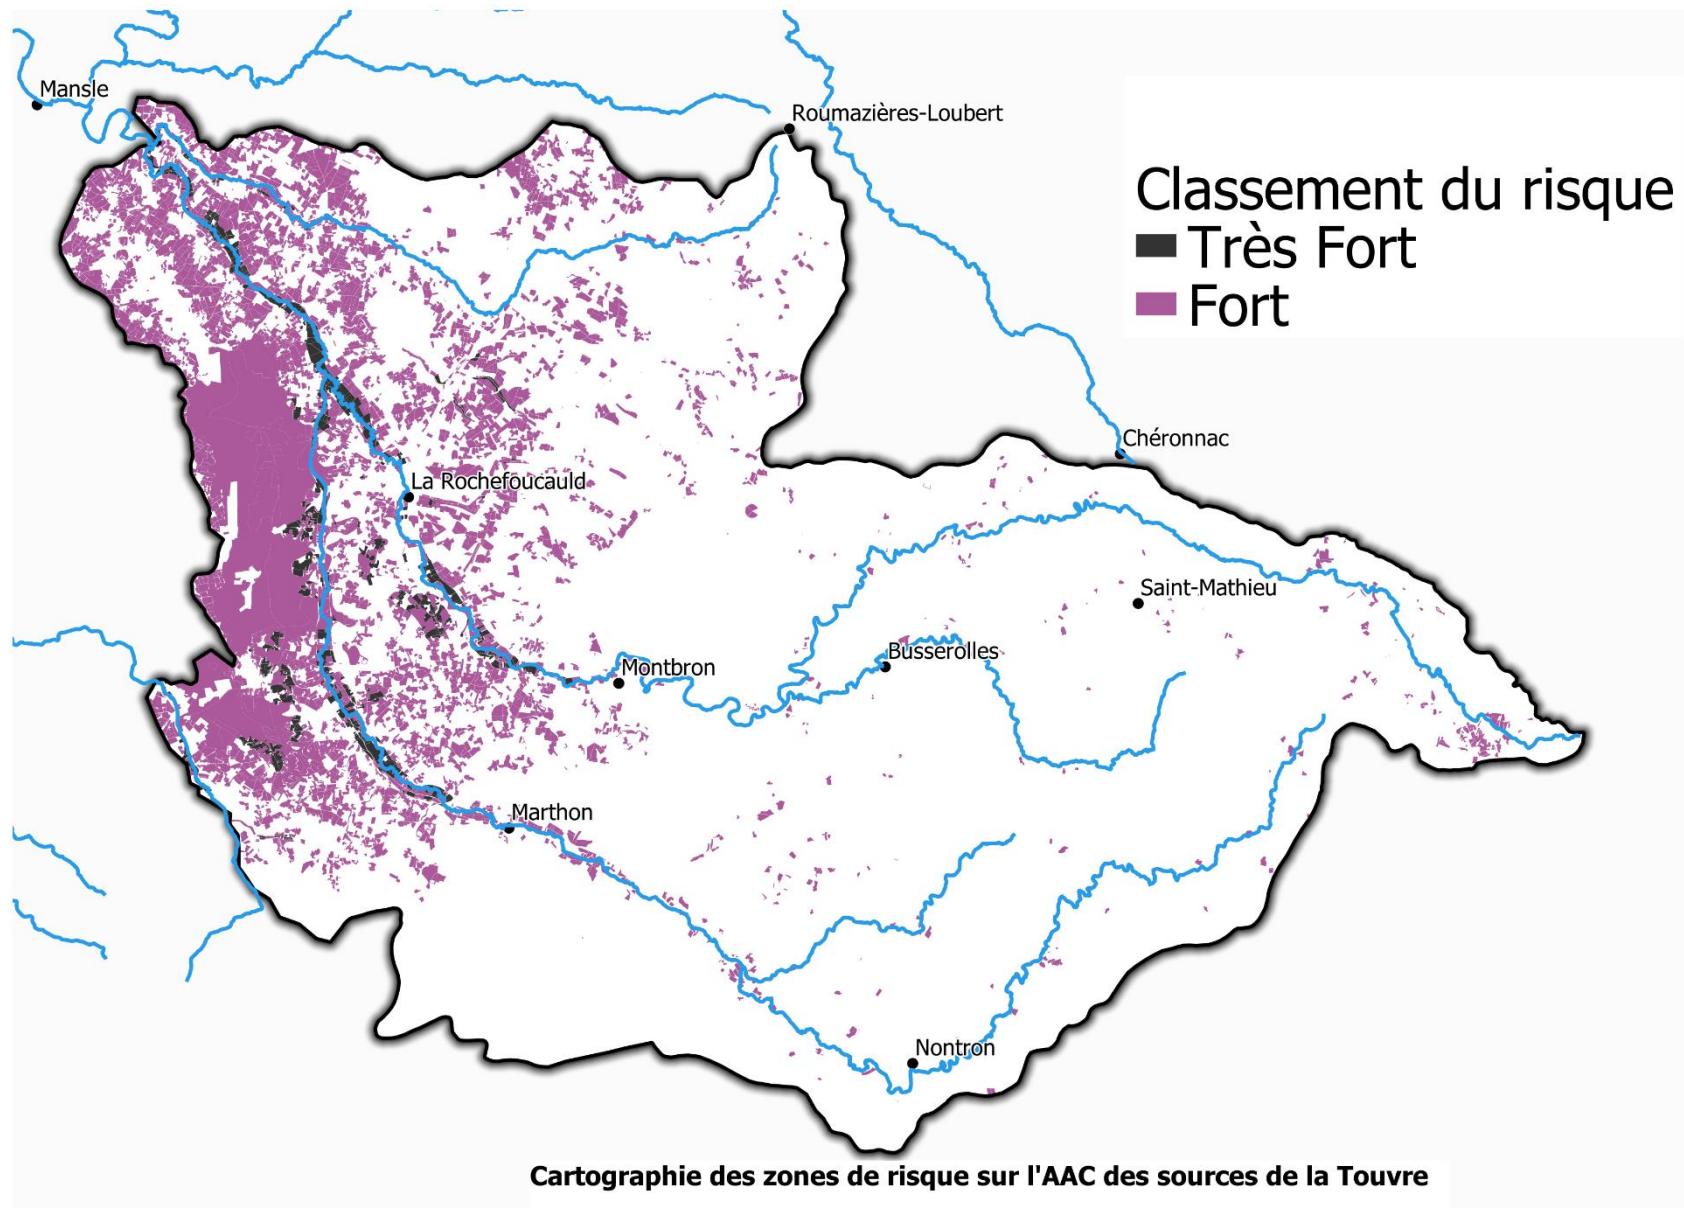 Mansle
Roumazières-Loubert
Classement du risque
Très Fort
Fort
Chéronnac
La Rochefoucauld
Saint-Mathieu
Busserolles
Montbron
Marthon
Nontron
Cartographie des zones de risque sur l'AAC des sources de la Touvre